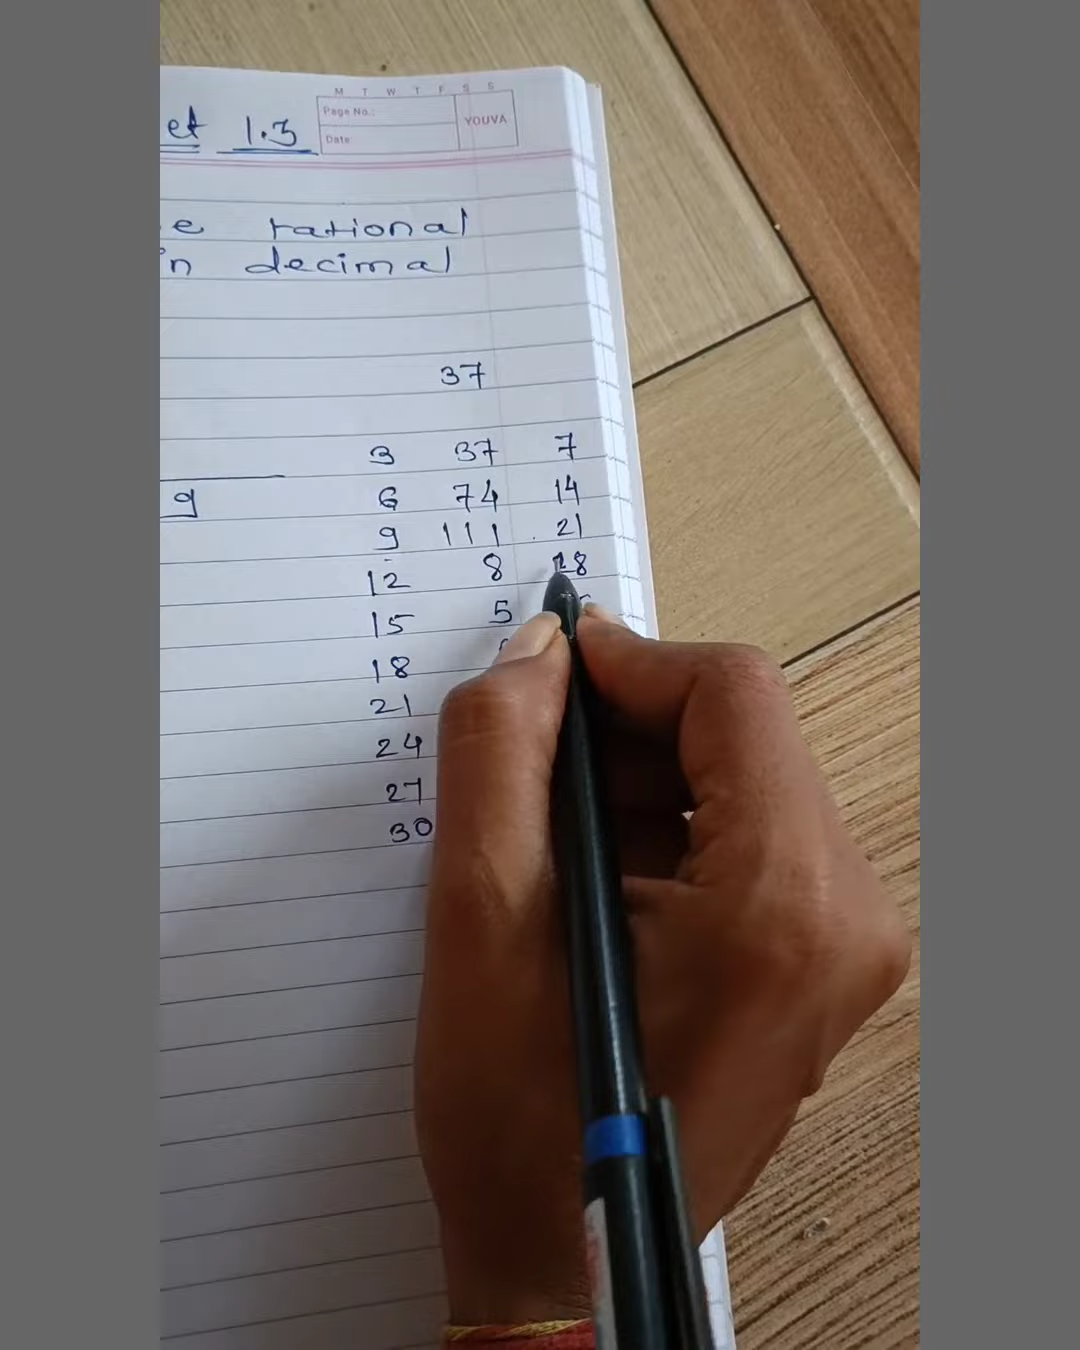 M T W T F S S
Page No.:
YOUVA
Date
et 1.3
e rational
in decimal
37
3 37 7
9 6 74 14
9 111 21
12 8 28
15 5
18
21
24
27
30